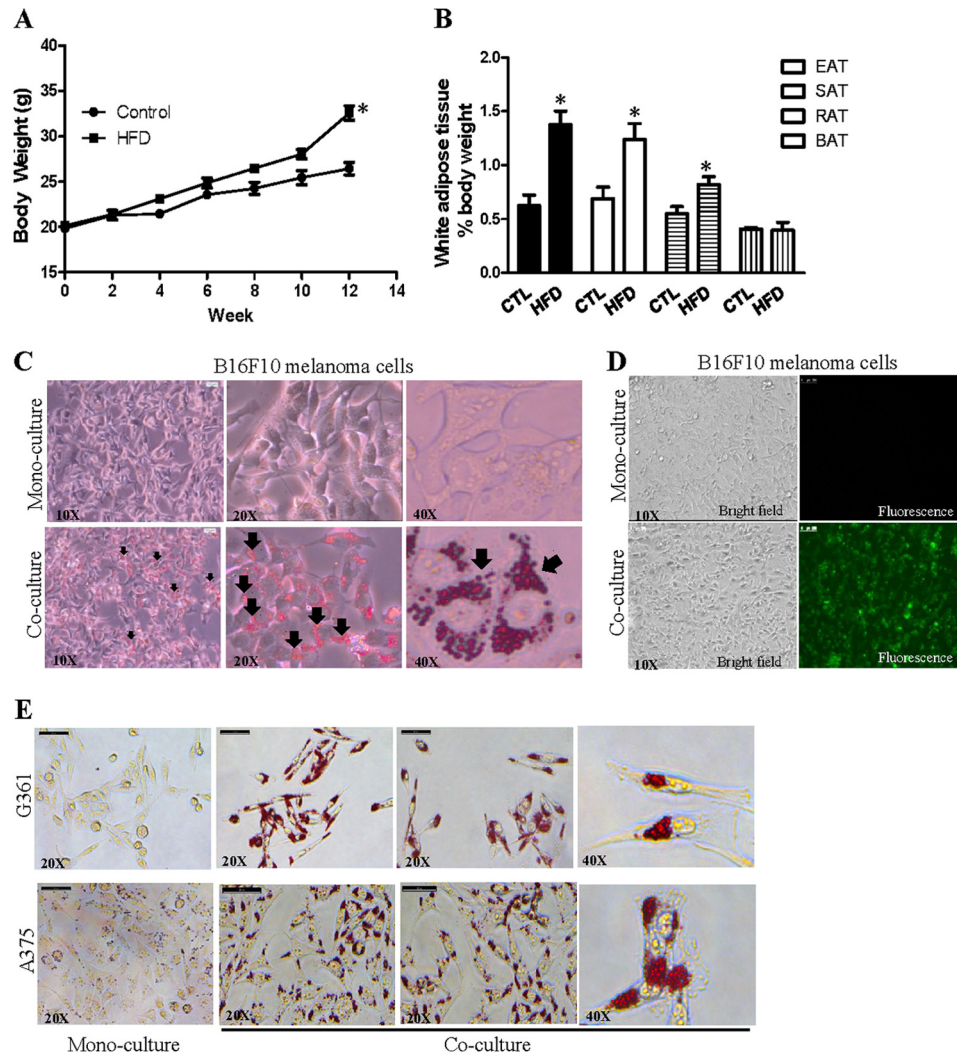 A
Body Weight (g)
40
35
30
25
20
15
Control
HFD
*
0 2 4 6 8 10 12 14
Week
B
White adipose tissue
% body weight
2.0
1.5
1.0
0.5
0.0
* * *
EAT
SAT
RAT
BAT
CTL HFD CTL HFD CTL HFD CTL HFD
C
B16F10 melanoma cells
Mono-culture
10X 20X 40X
Co-culture
10X 20X 40X
D
B16F10 melanoma cells
Mono-culture
Bright field Fluorescence
Co-culture
10X Bright field Fluorescence
E
G361
20X 20X 20X 40X
A375
20X 20X 20X 40X
Mono-culture Co-culture